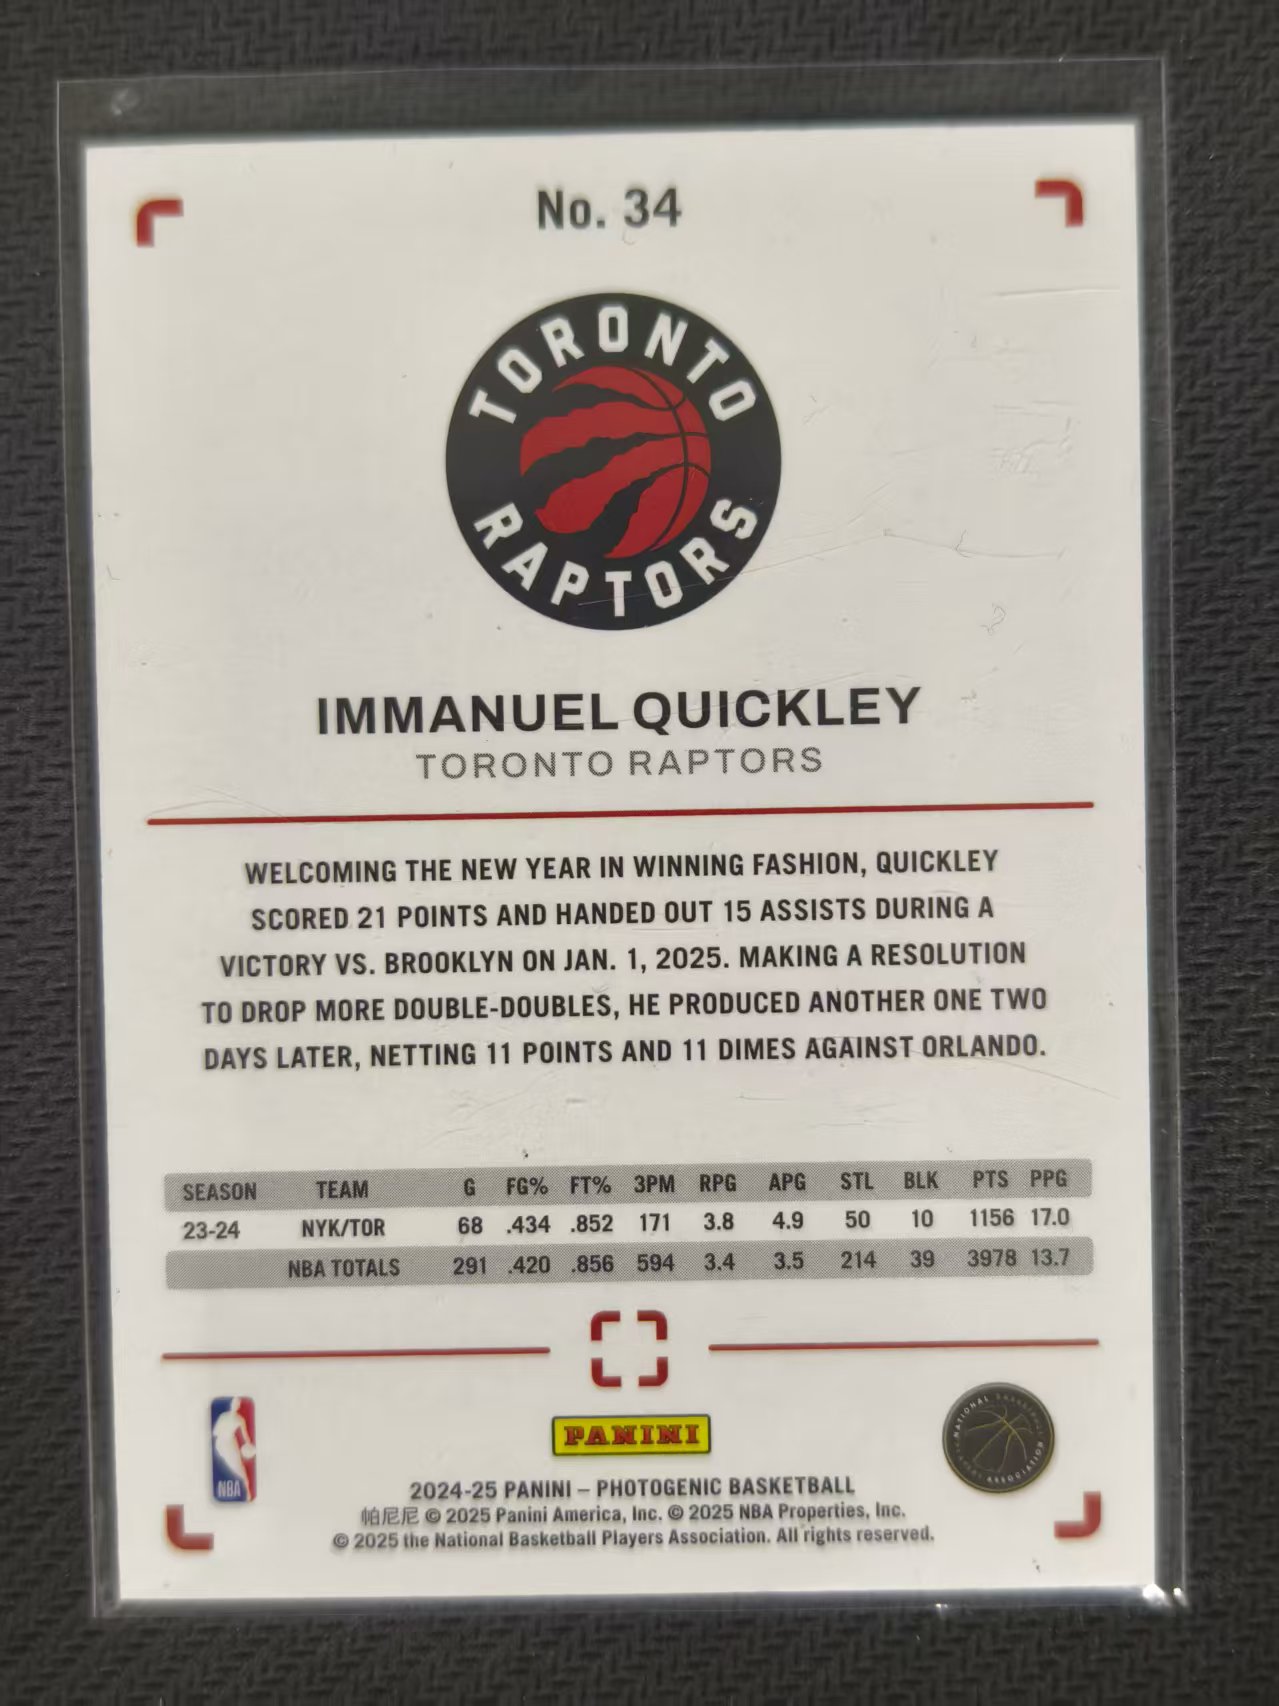 No. 34
TORONTO
RAPTORS
IMMANUEL QUICKLEY
TORONTO RAPTORS
WELCOMING THE NEW YEAR IN WINNING FASHION, QUICKLEY
SCORED 21 POINTS AND HANDED OUT 15 ASSISTS DURING A
VICTORY VS. BROOKLYN ON JAN. 1, 2025. MAKING A RESOLUTION
TO DROP MORE DOUBLE-DOUBLES, HE PRODUCED ANOTHER ONE TWO
DAYS LATER, NETTING 11 POINTS AND 11 DIMES AGAINST ORLANDO.
SEASON TEAM G FG% FT% 3PM RPG APG STL BLK PTS PPG
23-24 NYK/TOR 68 .434 .852 171 3.8 4.9 50 10 1156 17.0
NBA TOTALS 291 .420 .856 594 3.4 3.5 214 39 3978 13.7
NBA
PANINI
NATIONAL BASKETBALL
ASSOCIATION
2024-25 PANINI – PHOTOGENIC BASKETBALL
帕尼尼 © 2025 Panini America, Inc. © 2025 NBA Properties, Inc.
© 2025 the National Basketball Players Association. All rights reserved.